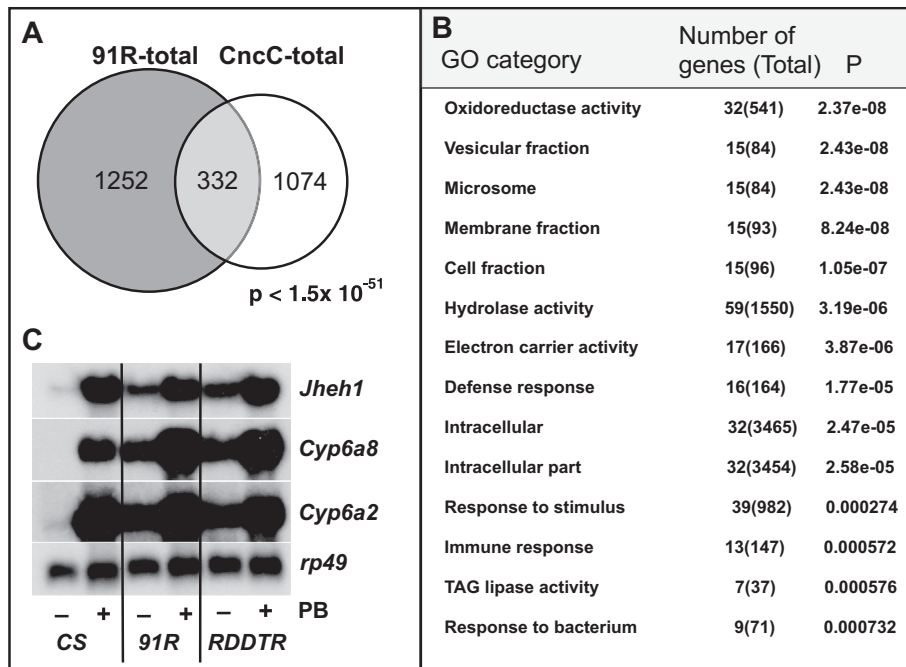 A
91R-total CncC-total
1252 332 1074
p < 1.5x 10⁻⁵¹
B
GO category Number of genes (Total) P
Oxidoreductase activity 32(541) 2.37e-08
Vesicular fraction 15(84) 2.43e-08
Microsome 15(84) 2.43e-08
Membrane fraction 15(93) 8.24e-08
Cell fraction 15(96) 1.05e-07
Hydrolase activity 59(1550) 3.19e-06
Electron carrier activity 17(166) 3.87e-06
Defense response 16(164) 1.77e-05
Intracellular 32(3465) 2.47e-05
Intracellular part 32(3454) 2.58e-05
Response to stimulus 39(982) 0.000274
Immune response 13(147) 0.000572
TAG lipase activity 7(37) 0.000576
Response to bacterium 9(71) 0.000732
C
Jheh1
Cyp6a8
Cyp6a2
rp49
– + – + – + PB
CS 91R RDDTR